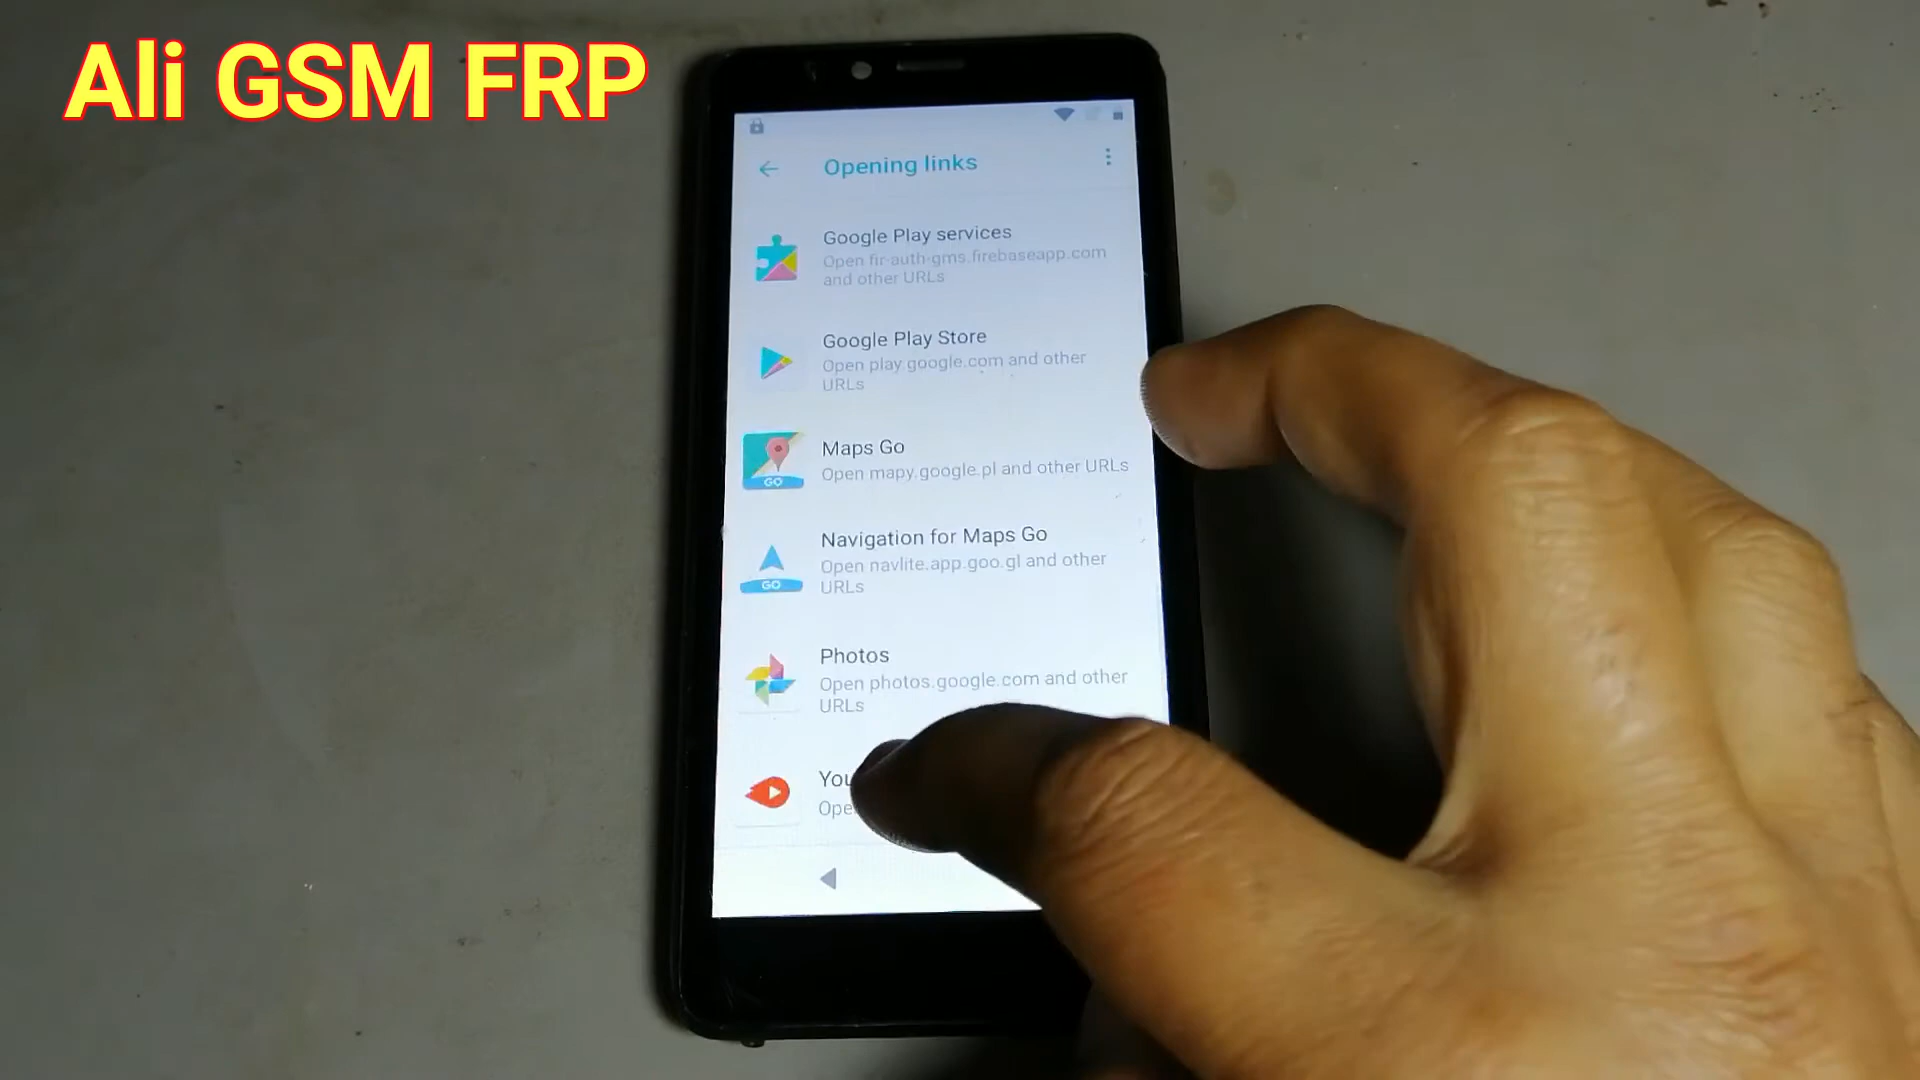 Ali GSM FRP
Opening links
Google Play services
Open fir-auth-gms.firebaseapp.com
and other URLs
Google Play Store
Open play.google.com and other
URLs
Maps Go
Open mapy.google.pl and other URLs
GO
Navigation for Maps Go
Open navlite.app.goo.gl and other
URLs
GO
Photos
Open photos.google.com and other
URLs
You
Ope